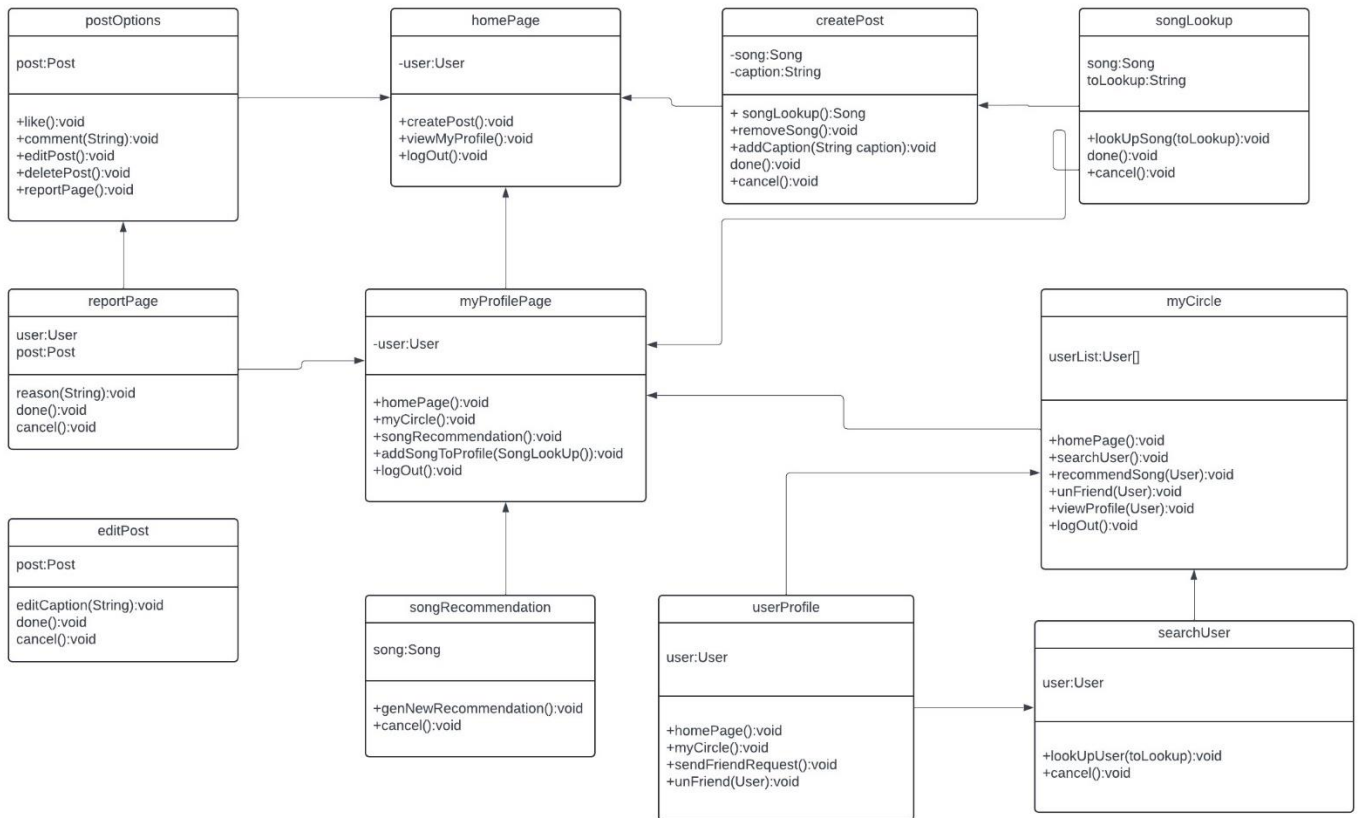 postOptions
post:Post
+like():void
+comment(String):void
+editPost():void
+deletePost():void
+reportPage():void
homePage
-user:User
+createPost():void
+viewMyProfile():void
+logOut():void
createPost
-song:Song
-caption:String
+ songLookup():Song
+removeSong():void
+addCaption(String caption):void
done():void
+cancel():void
songLookup
song:Song
toLookup:String
+lookUpSong(toLookup):void
done():void
+cancel():void
reportPage
user:User
post:Post
reason(String):void
done():void
cancel():void
myProfilePage
-user:User
+homePage():void
+myCircle():void
+songRecommendation():void
+addSongToProfile(SongLookUp()):void
+logOut():void
myCircle
userList:User[]
+homePage():void
+searchUser():void
+recommendSong(User):void
+unFriend(User):void
+viewProfile(User):void
+logOut():void
editPost
post:Post
editCaption(String):void
done():void
cancel():void
songRecommendation
song:Song
+genNewRecommendation():void
+cancel():void
userProfile
user:User
+homePage():void
+myCircle():void
+sendFriendRequest():void
+unFriend(User):void
searchUser
user:User
+lookUpUser(toLookup):void
+cancel():void